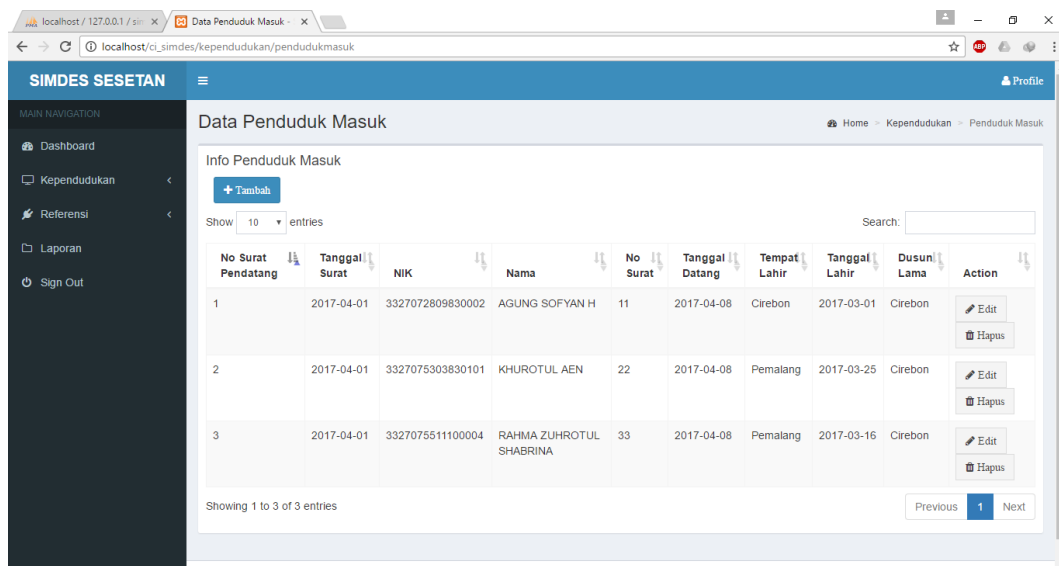 localhost / 127.0.0.1 / sim
Data Penduduk Masuk -
localhost/ci_simdes/kependudukan/pendudukmasuk
ABP
SIMDES SESETAN
Profile
MAIN NAVIGATION
Dashboard
Kependudukan
Referensi
Laporan
Sign Out
Data Penduduk Masuk
Home > Kependudukan > Penduduk Masuk
Info Penduduk Masuk
Tambah
Show 10 entries
Search:
No Surat Pendatang Tanggal Surat NIK Nama No Surat Tanggal Datang Tempat Lahir Tanggal Lahir Dusun Lama Action
1 2017-04-01 3327072809830002 AGUNG SOFYAN H 11 2017-04-08 Cirebon 2017-03-01 Cirebon Edit
Hapus
2 2017-04-01 3327075303830101 KHUROTUL AEN 22 2017-04-08 Pemalang 2017-03-25 Cirebon Edit
Hapus
3 2017-04-01 3327075511100004 RAHMA ZUHROTUL SHABRINA 33 2017-04-08 Pemalang 2017-03-16 Cirebon Edit
Hapus
Showing 1 to 3 of 3 entries
Previous 1 Next